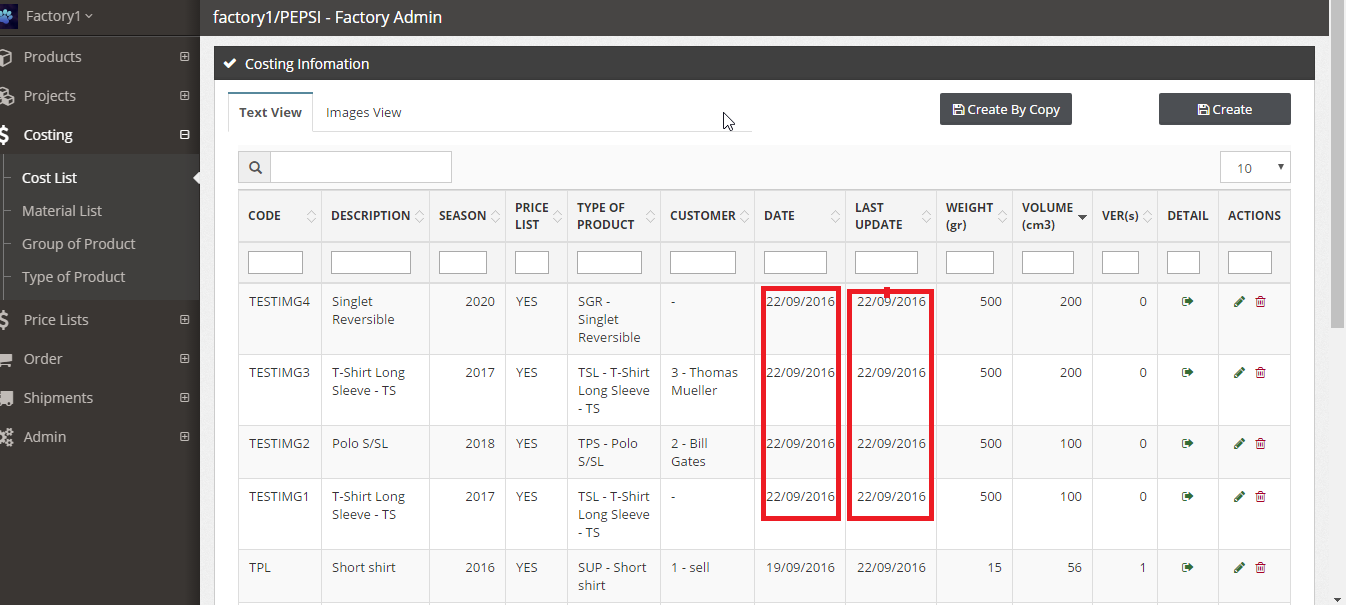 Factory1
factory1/PEPSI - Factory Admin
Products
Projects
Costing
Cost List
Material List
Group of Product
Type of Product
Price Lists
Order
Shipments
Admin
Costing Infomation
Text View Images View
Create By Copy Create
10
CODE DESCRIPTION SEASON PRICE LIST TYPE OF PRODUCT CUSTOMER DATE LAST UPDATE WEIGHT (gr) VOLUME (cm3) VER(s) DETAIL ACTIONS
TESTIMG4 Singlet Reversible 2020 YES SGR - Singlet Reversible - 22/09/2016 22/09/2016 500 200 0
TESTIMG3 T-Shirt Long Sleeve - TS 2017 YES TSL - T-Shirt Long Sleeve - TS 3 - Thomas Mueller 22/09/2016 22/09/2016 500 200 0
TESTIMG2 Polo S/SL 2018 YES TPS - Polo S/SL 2 - Bill Gates 22/09/2016 22/09/2016 500 100 0
TESTIMG1 T-Shirt Long Sleeve - TS 2017 YES TSL - T-Shirt Long Sleeve - TS - 22/09/2016 22/09/2016 500 100 0
TPL Short shirt 2016 YES SUP - Short shirt 1 - sell 19/09/2016 22/09/2016 15 56 1